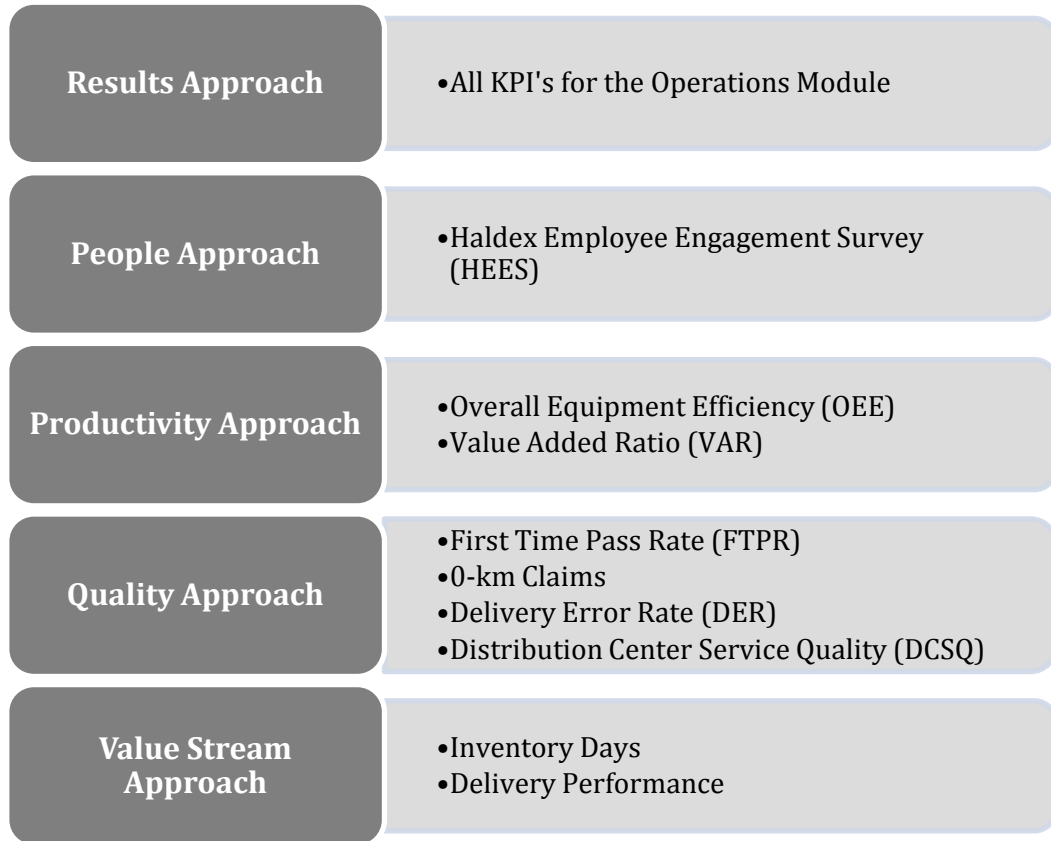 Results Approach
•All KPI's for the Operations Module
People Approach
•Haldex Employee Engagement Survey
(HEES)
Productivity Approach
•Overall Equipment Efficiency (OEE)
•Value Added Ratio (VAR)
Quality Approach
•First Time Pass Rate (FTPR)
•0-km Claims
•Delivery Error Rate (DER)
•Distribution Center Service Quality (DCSQ)
Value Stream
Approach
•Inventory Days
•Delivery Performance